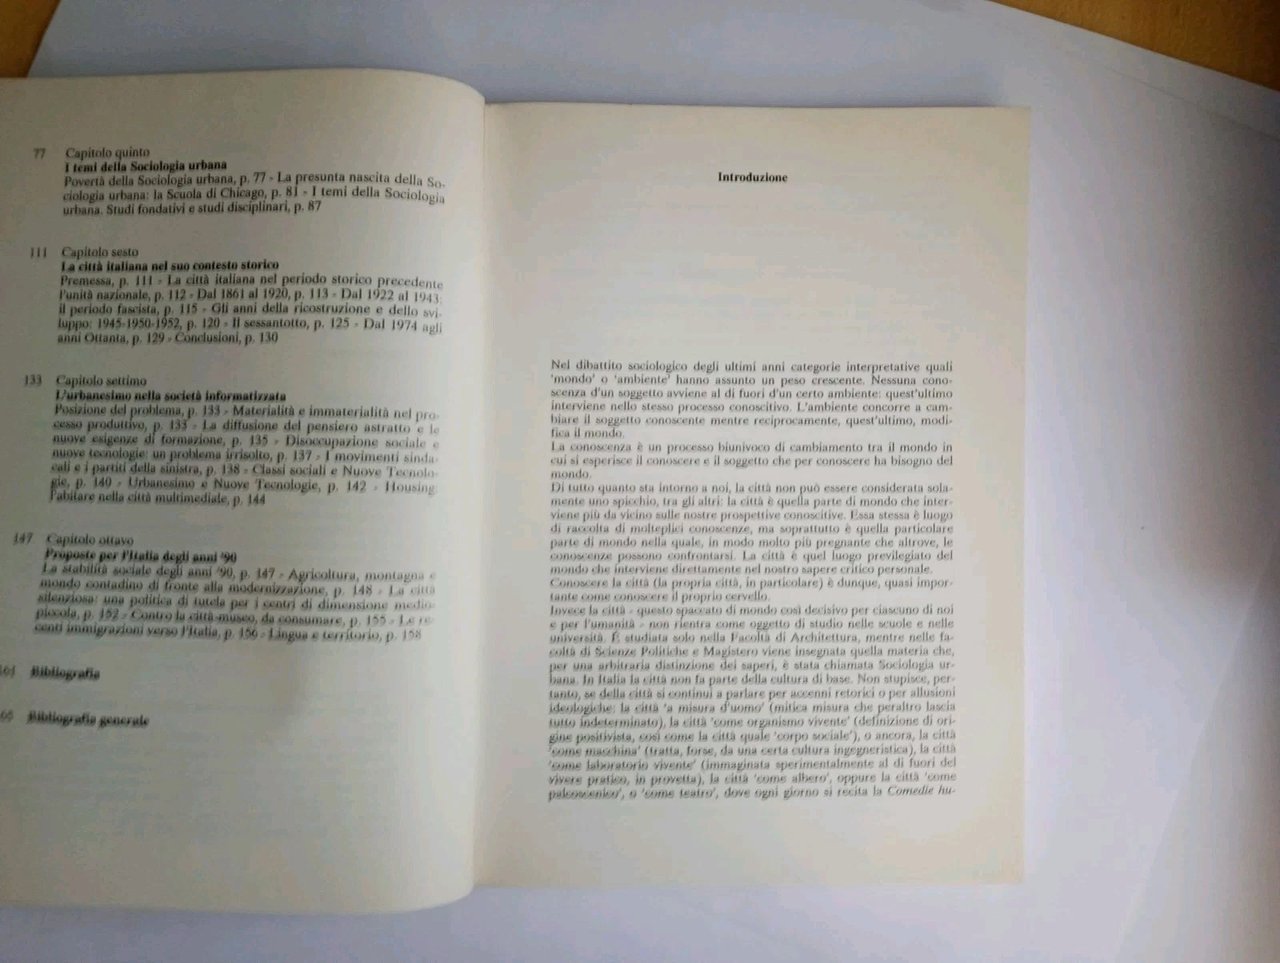 77 Capitolo quinto
I temi della Sociologia urbana
Povertà della Sociologia urbana, p. 77 - La presunta nascita della So-
ciologia urbana: la Scuola di Chicago, p. 81 - I temi della Sociologia
urbana. Studi fondativi e studi disciplinari, p. 87
111 Capitolo sesto
La città italiana nel suo contesto storico
Premessa, p. 111 - La città italiana nel periodo storico precedente
l'unità nazionale, p. 112 - Dal 1861 al 1920, p. 113 - Dal 1922 al 1943:
il periodo fascista, p. 115 - Gli anni della ricostruzione e dello svi-
luppo: 1945-1950-1952, p. 120 - Il sessantotto, p. 125 - Dal 1974 agli
anni Ottanta, p. 129 - Conclusioni, p. 130
133 Capitolo settimo
L'urbanesimo nella società informatizzata
Posizione del problema, p. 133 - Materialità e immaterialità nel pro-
cesso produttivo, p. 133 - La diffusione del pensiero astratto e le
nuove esigenze di formazione, p. 135 - Disoccupazione sociale e
nuove tecnologie: un problema irrisolto, p. 137 - I movimenti sinda-
cali e i partiti della sinistra, p. 138 - Classi sociali e Nuove Tecnolo-
gie, p. 140 - Urbanesimo e Nuove Tecnologie, p. 142 - Housing:
l'abitare nella città multimediale, p. 144
147 Capitolo ottavo
Proposte per l'Italia degli anni '90
La stabilità sociale degli anni '90, p. 147 - Agricoltura, montagna e
mondo contadino di fronte alla modernizzazione, p. 148 - La città
silenziosa: una politica di tutela per i centri di dimensione medio-
piccola, p. 152 - Contro la città-museo, da consumare, p. 155 - Le re-
centi immigrazioni verso l'Italia, p. 156 - Lingua e territorio, p. 158
Bibliografia
Bibliografia generale
Introduzione
Nel dibattito sociologico degli ultimi anni categorie interpretative quali
'mondo' o 'ambiente' hanno assunto un peso crescente. Nessuna cono-
scenza d'un soggetto avviene al di fuori d'un certo ambiente: quest'ultimo
interviene nello stesso processo conoscitivo. L'ambiente concorre a cam-
biare il soggetto conoscente mentre reciprocamente, quest'ultimo, modi-
fica il mondo.
La conoscenza è un processo biunivoco di cambiamento tra il mondo in
cui si esperisce il conoscere e il soggetto che per conoscere ha bisogno del
mondo.
Di tutto quanto sta intorno a noi, la città non può essere considerata sola-
mente uno spicchio, tra gli altri: la città è quella parte di mondo che inter-
viene più da vicino sulle nostre prospettive conoscitive. Essa stessa è luogo
di raccolta di molteplici conoscenze, ma soprattutto è quella particolare
parte di mondo nella quale, in modo molto più pregnante che altrove, le
conoscenze possono confrontarsi. La città è quel luogo previlegiato del
mondo che interviene direttamente nel nostro sapere critico personale.
Conoscere la città (la propria città, in particolare) è dunque, quasi impor-
tante come conoscere il proprio cervello.
Invece la città - questo spaccato di mondo così decisivo per ciascuno di noi
e per l'umanità - non rientra come oggetto di studio nelle scuole e nelle
università. È studiata solo nella Facoltà di Architettura, mentre nelle fa-
coltà di Scienze Politiche e Magistero viene insegnata quella materia che,
per una arbitraria distinzione dei saperi, è stata chiamata Sociologia ur-
bana. In Italia la città non fa parte della cultura di base. Non stupisce, per-
tanto, se della città si continui a parlare per accenni retorici o per allusioni
ideologiche: la città 'a misura d'uomo' (mitica misura che peraltro lascia
tutto indeterminato), la città 'come organismo vivente' (definizione di ori-
gine positivista, così come la città quale 'corpo sociale'), o ancora, la città
'come macchina' (tratta, forse, da una certa cultura ingegneristica), la città
'come laboratorio vivente' (immaginata sperimentalmente al di fuori del
vivere pratico, in provetta), la città 'come albero', oppure la città 'come
palcoscenico', o 'come teatro', dove ogni giorno si recita la Comedie hu-